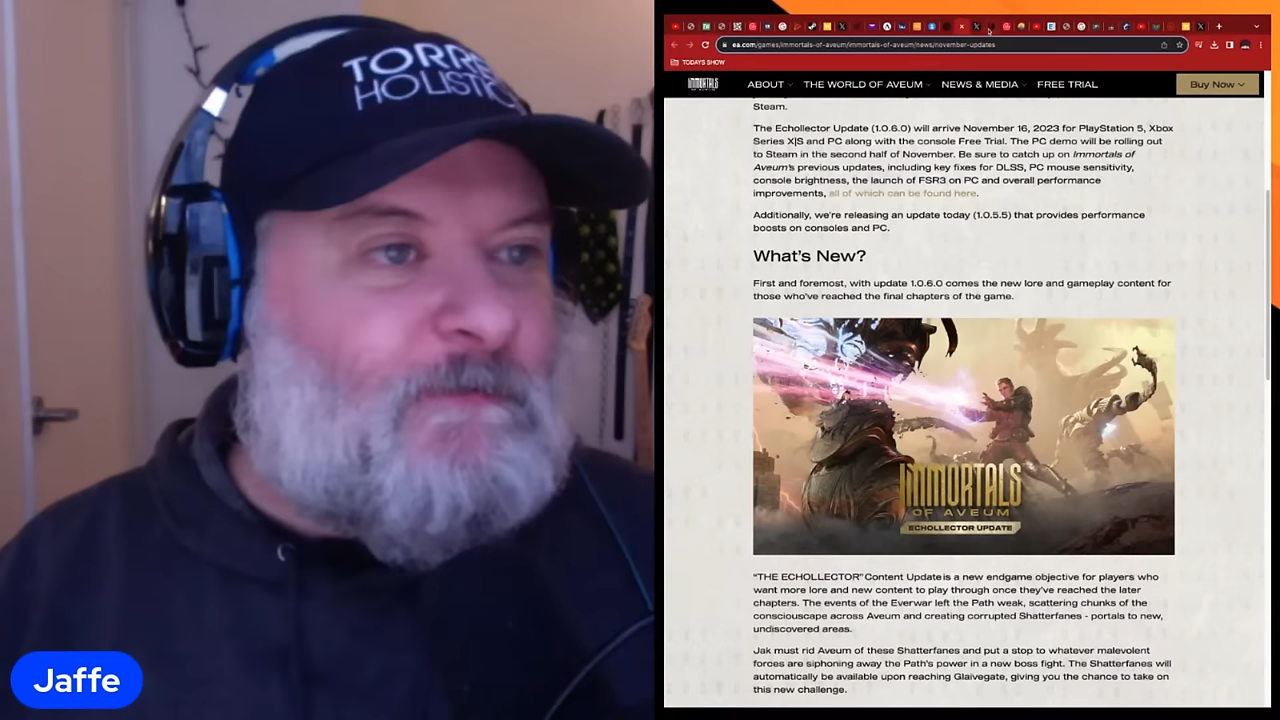 TORR
HOLISTIC
Jaffe
ea.com/games/immortals-of-aveum/immortals-of-aveum/news/november-updates
TODAYS SHOW
IMMORTALS
ABOUT THE WORLD OF AVEUM NEWS & MEDIA FREE TRIAL Buy Now
Steam.
The Echollector Update (1.0.6.0) will arrive November 16, 2023 for PlayStation 5, Xbox
Series X|S and PC along with the console Free Trial. The PC demo will be rolling out
to Steam in the second half of November. Be sure to catch up on Immortals of
Aveum's previous updates, including key fixes for DLSS, PC mouse sensitivity,
console brightness, the launch of FSR3 on PC and overall performance
improvements, all of which can be found here.
Additionally, we're releasing an update today (1.0.5.5) that provides performance
boosts on consoles and PC.
What's New?
First and foremost, with update 1.0.6.0 comes the new lore and gameplay content for
those who've reached the final chapters of the game.
IMMORTALS
OF AVEUM
ECHOLLECTOR UPDATE
"THE ECHOLLECTOR" Content Update is a new endgame objective for players who
want more lore and new content to play through once they've reached the later
chapters. The events of the Everwar left the Path weak, scattering chunks of the
consciouscape across Aveum and creating corrupted Shatterfanes - portals to new,
undiscovered areas.
Jak must rid Aveum of these Shatterfanes and put a stop to whatever malevolent
forces are siphoning away the Path's power in a new boss fight. The Shatterfanes will
automatically be available upon reaching Glaivegate, giving you the chance to take on
this new challenge.